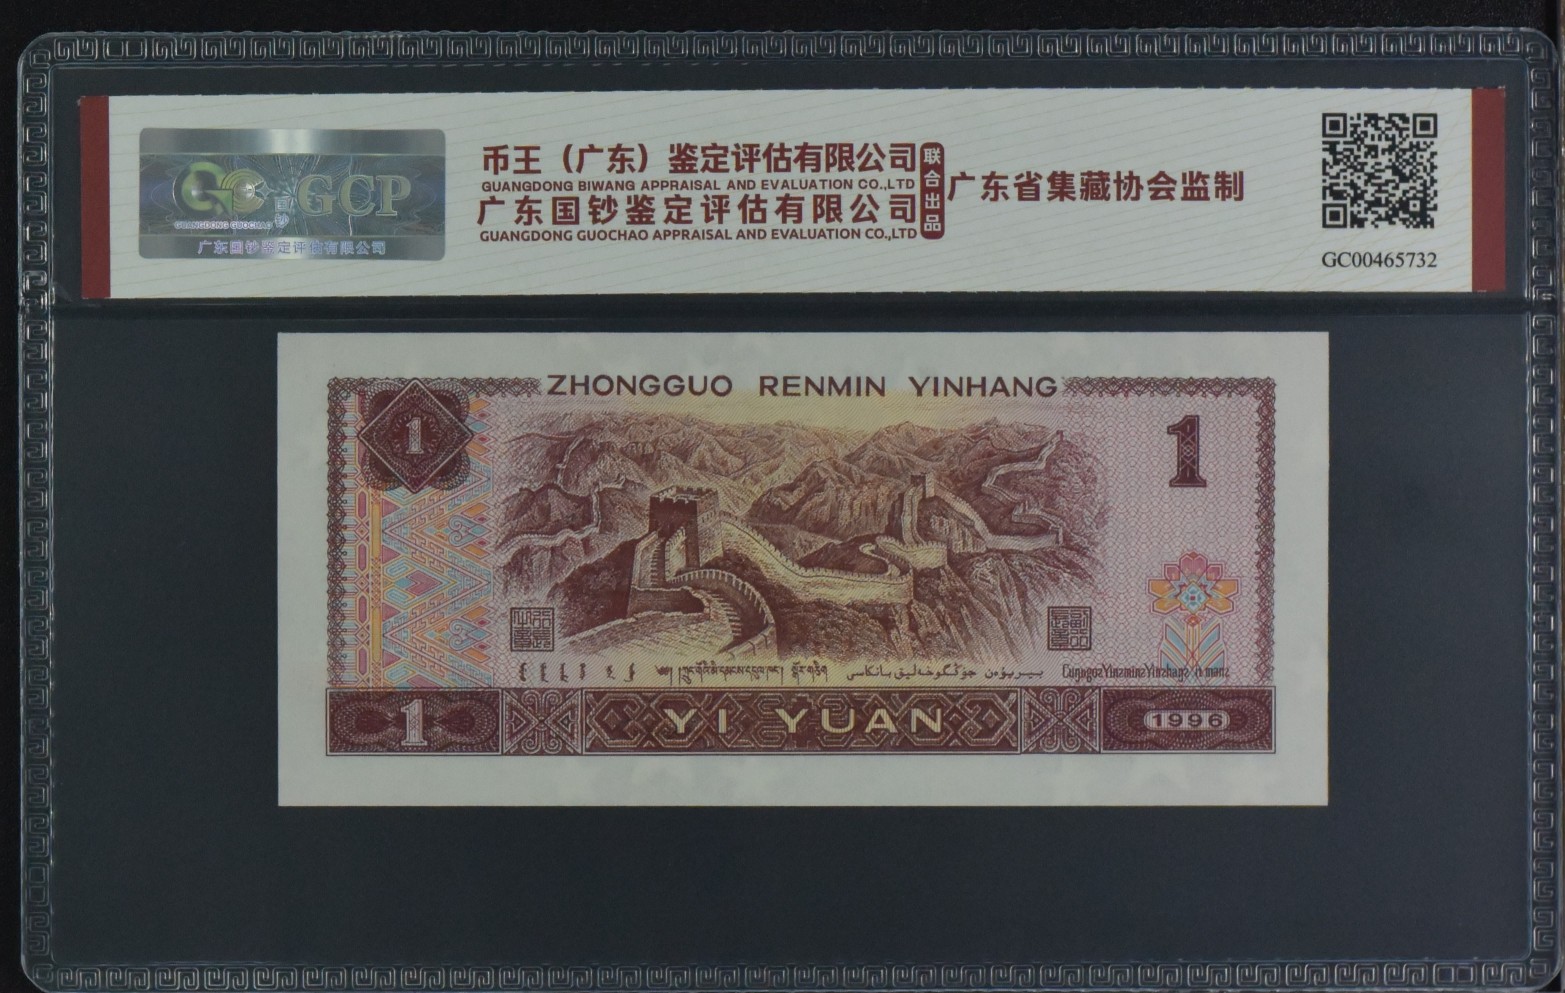 币王（广东）鉴定评估有限公司
GUANGDONG BIWANG APPRAISAL AND EVALUATION CO.,LTD
广东国钞鉴定评估有限公司
GUANGDONG GUOCHAO APPRAISAL AND EVALUATION CO.,LTD
联合出品
广东省集藏协会监制
GC00465732
GCP
国钞
GUANGDONG GUOCHAO
广东国钞鉴定评估有限公司
ZHONGGUO RENMIN YINHANG
1
1
1
YI YUAN
1996